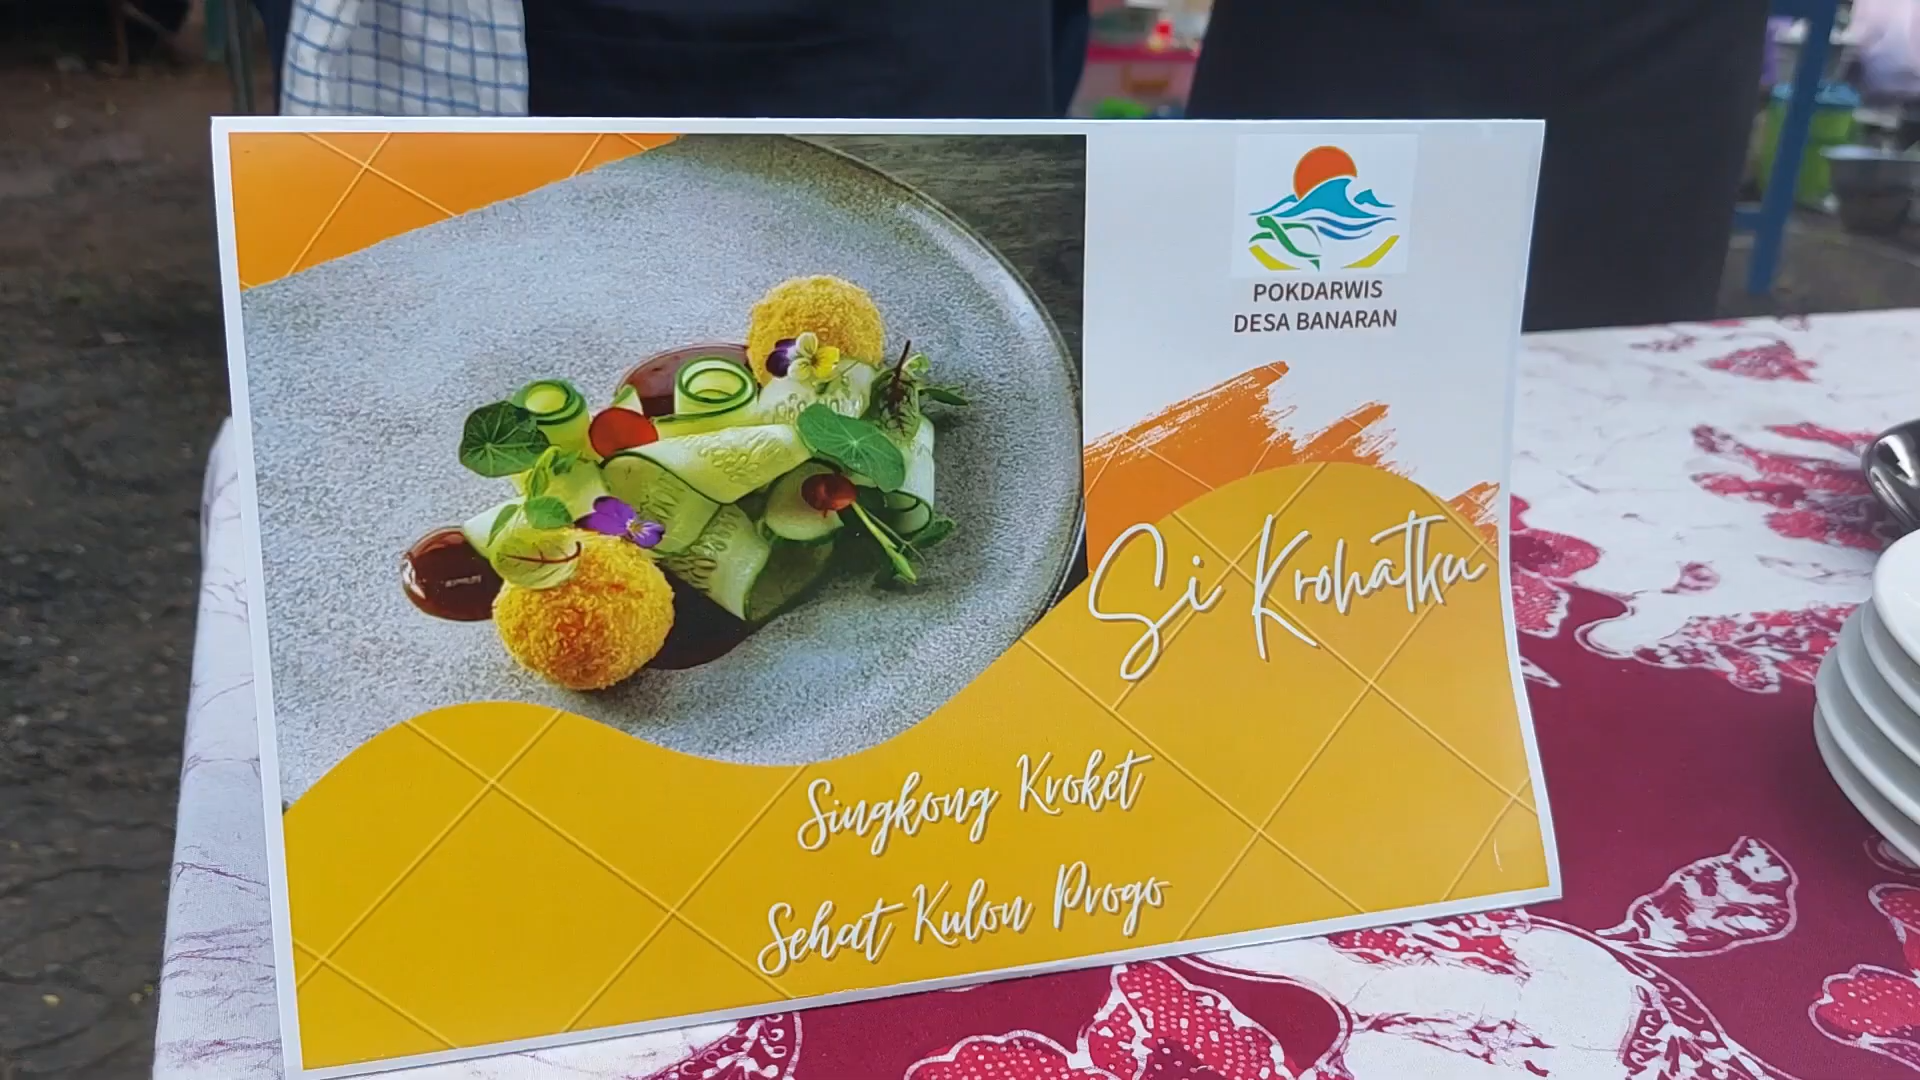 POKDARWIS
DESA BANARAN
Si Krohatku
Singkong Kroket
Sehat Kulon Progo